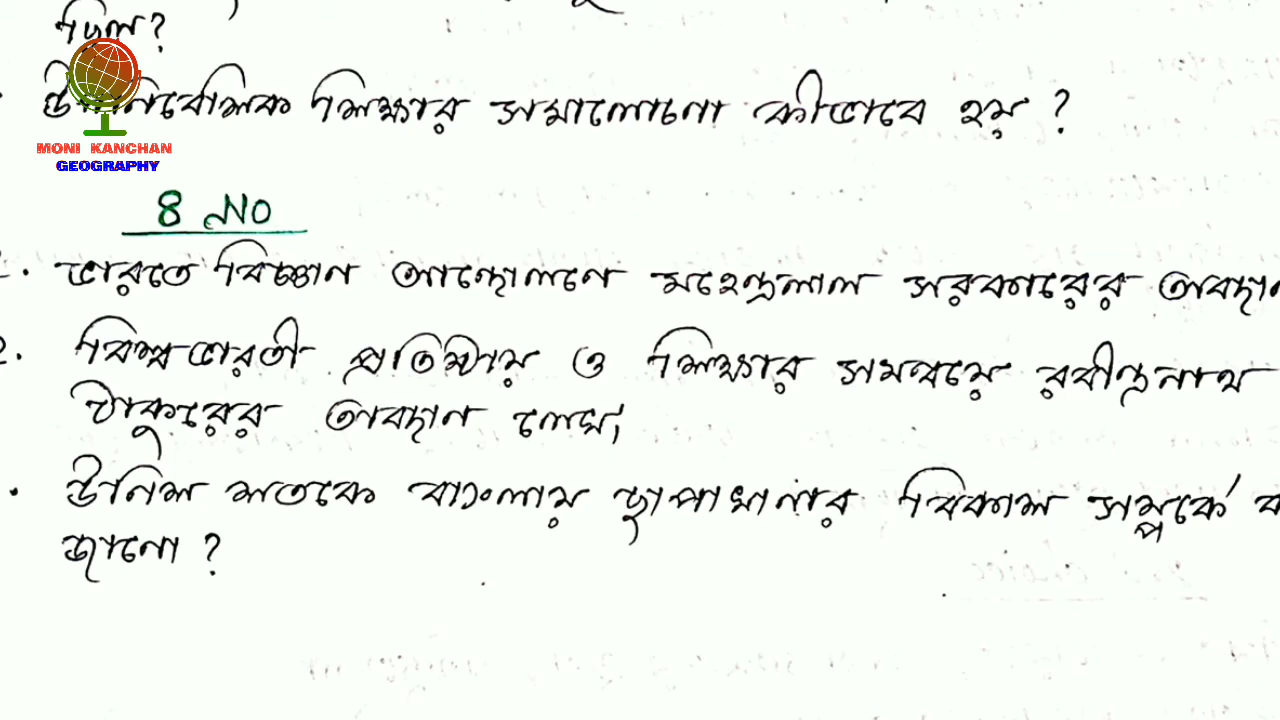 ছিল?
ঔপনিবেশিক শিক্ষার সমালোচনা কীভাবে হয়?
MONI KANCHAN
GEOGRAPHY
8 NO
ভারতে বিজ্ঞান আন্দোলনে মহেন্দ্রলাল সরকারের অবদান
২. বিশ্বভারতী প্রতিষ্ঠায় ও শিক্ষার সমন্বয়ে রবীন্দ্রনাথ
ঠাকুরের অবদান লেখ।
উনিশ শতকে বাংলায় ছাপাখানার বিকাশ সম্পর্কে
জানো?